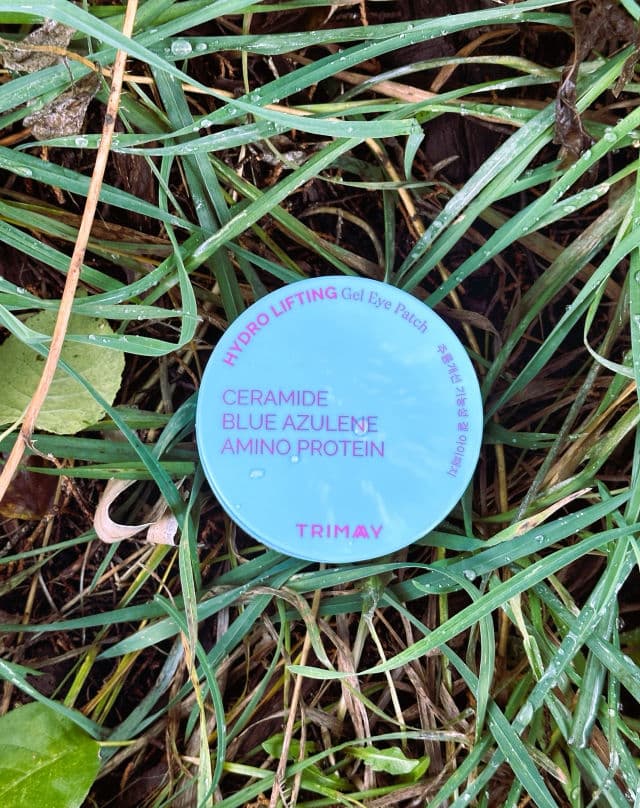 HYDRO LIFTING Gel Eye Patch
CERAMIDE
BLUE AZULENE
AMINO PROTEIN
TRIMAY